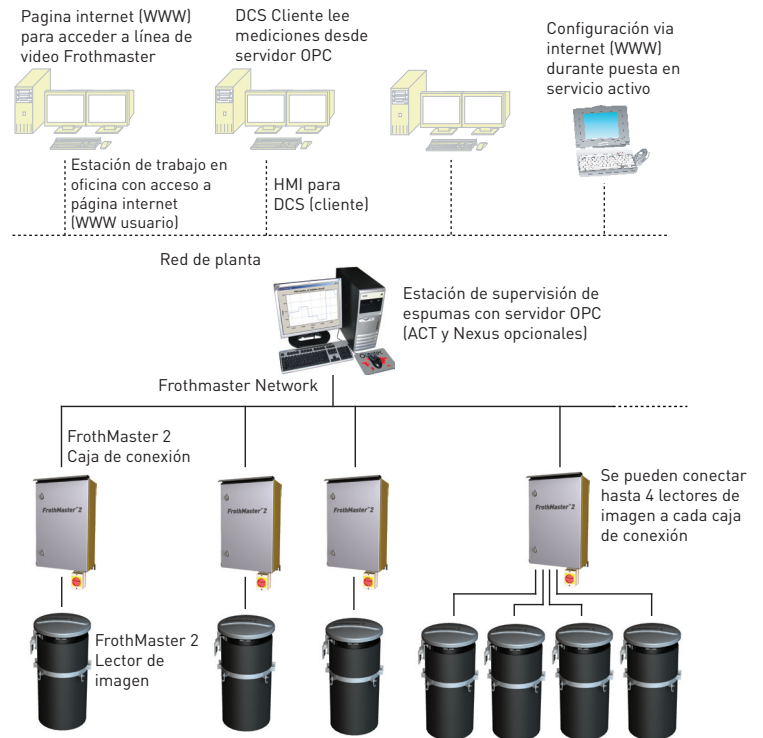 Pagina internet (WWW)
para acceder a línea de
video Frothmaster
DCS Cliente lee
mediciones desde
servidor OPC
Configuración via
internet (WWW)
durante puesta en
servicio activo
Estación de trabajo en
oficina con acceso a
página internet
(WWW usuario)
HMI para
DCS (cliente)
Red de planta
Estación de supervisión de
espumas con servidor OPC
(ACT y Nexus opcionales)
Frothmaster Network
FrothMaster 2
Caja de conexión
FrothMaster™2
FrothMaster™2
FrothMaster™2
FrothMaster™2
Se pueden conectar
hasta 4 lectores de
imagen a cada caja
de conexión
FrothMaster 2
Lector de
imagen